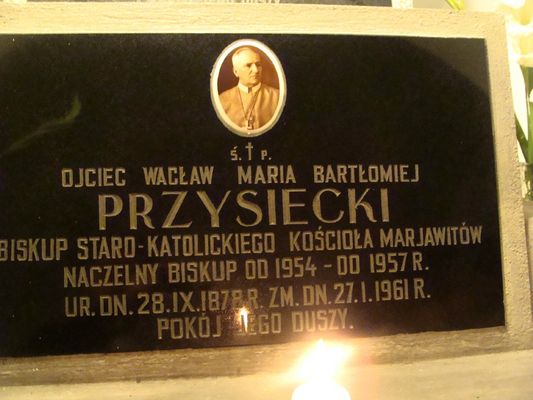 Ś. † P.
OJCIEC WACŁAW MARIA BARTŁOMIEJ
PRZYSIECKI
BISKUP STARO-KATOLICKIEGO KOŚCIOŁA MARJAWITÓW
NACZELNY BISKUP OD 1954 - DO 1957 R.
UR. DN. 28.IX.1878 R. ZM. DN. 27.I.1961 R.
POKÓJ JEGO DUSZY.